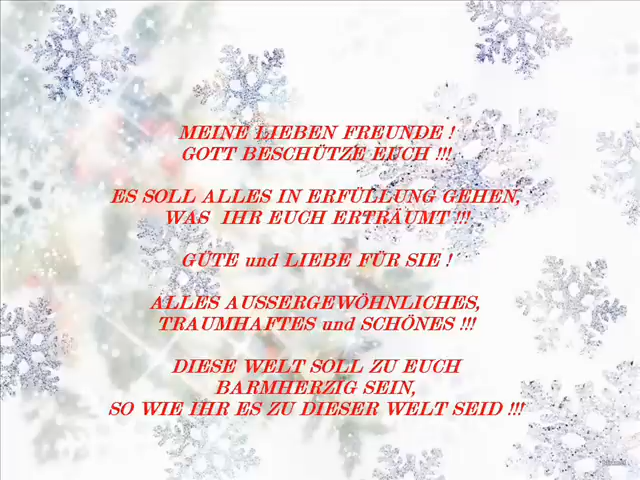 MEINE LIEBEN FREUNDE !
GOTT BESCHÜTZE EUCH !!!
ES SOLL ALLES IN ERFÜLLUNG GEHEN,
WAS IHR EUCH ERTRÄUMT !!!
GÜTE und LIEBE FÜR SIE !
ALLES AUSSERGEWÖHNLICHES,
TRAUMHAFTES und SCHÖNES !!!
DIESE WELT SOLL ZU EUCH
BARMHERZIG SEIN,
SO WIE IHR ES ZU DIESER WELT SEID !!!